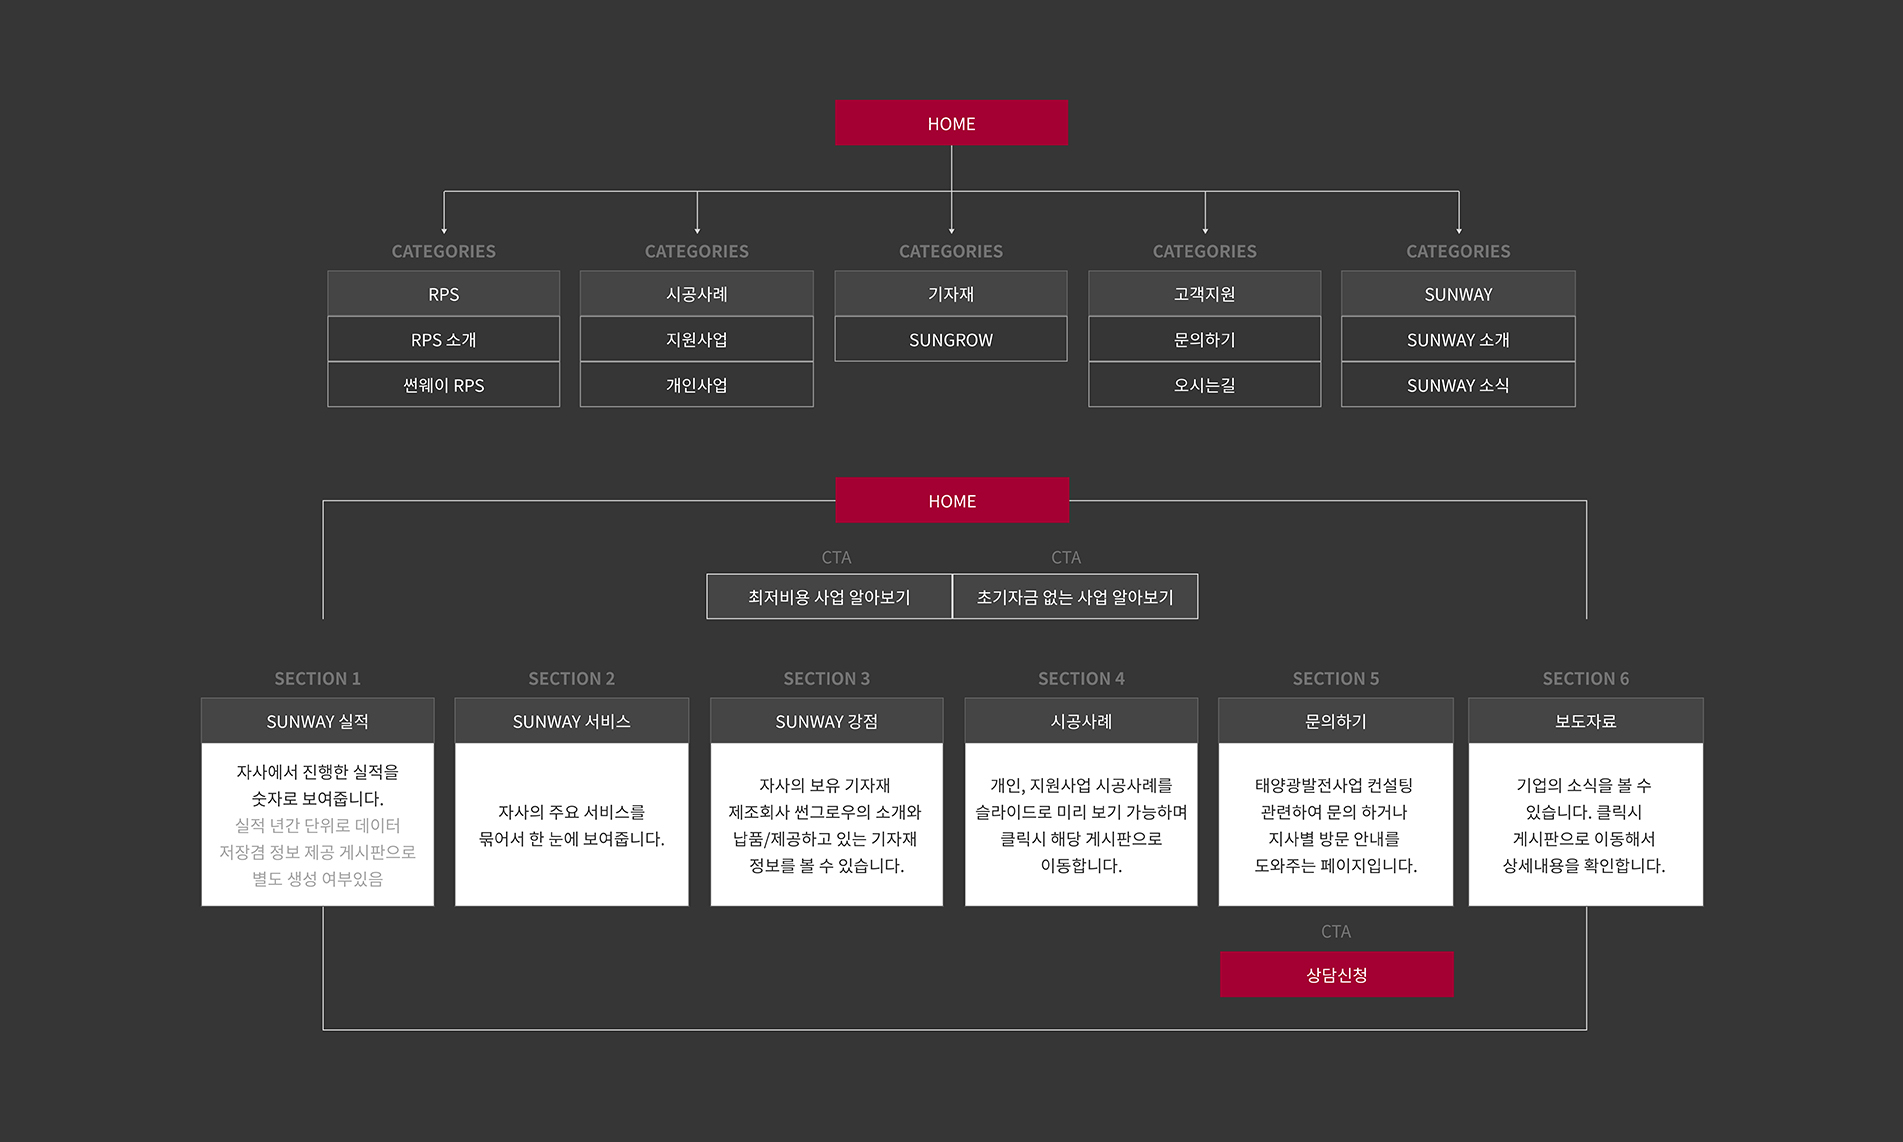 HOME
CATEGORIES
CATEGORIES
CATEGORIES
CATEGORIES
CATEGORIES
RPS
시공사례
기자재
고객지원
SUNWAY
RPS 소개
지원사업
SUNGROW
문의하기
SUNWAY 소개
썬웨이 RPS
개인사업
오시는길
SUNWAY 소식
HOME
CTA
CTA
최저비용 사업 알아보기
초기자금 없는 사업 알아보기
SECTION 1
SUNWAY 실적
자사에서 진행한 실적을
숫자로 보여줍니다.
실적 년간 단위로 데이터
저장겸 정보 제공 게시판으로
별도 생성 여부있음
SECTION 2
SUNWAY 서비스
자사의 주요 서비스를
묶어서 한 눈에 보여줍니다.
SECTION 3
SUNWAY 강점
자사의 보유 기자재
제조회사 썬그로우의 소개와
납품/제공하고 있는 기자재
정보를 볼 수 있습니다.
SECTION 4
시공사례
개인, 지원사업 시공사례를
슬라이드로 미리 보기 가능하며
클릭시 해당 게시판으로
이동합니다.
SECTION 5
문의하기
태양광발전사업 컨설팅
관련하여 문의 하거나
지사별 방문 안내를
도와주는 페이지입니다.
CTA
상담신청
SECTION 6
보도자료
기업의 소식을 볼 수
있습니다. 클릭시
게시판으로 이동해서
상세내용을 확인합니다.